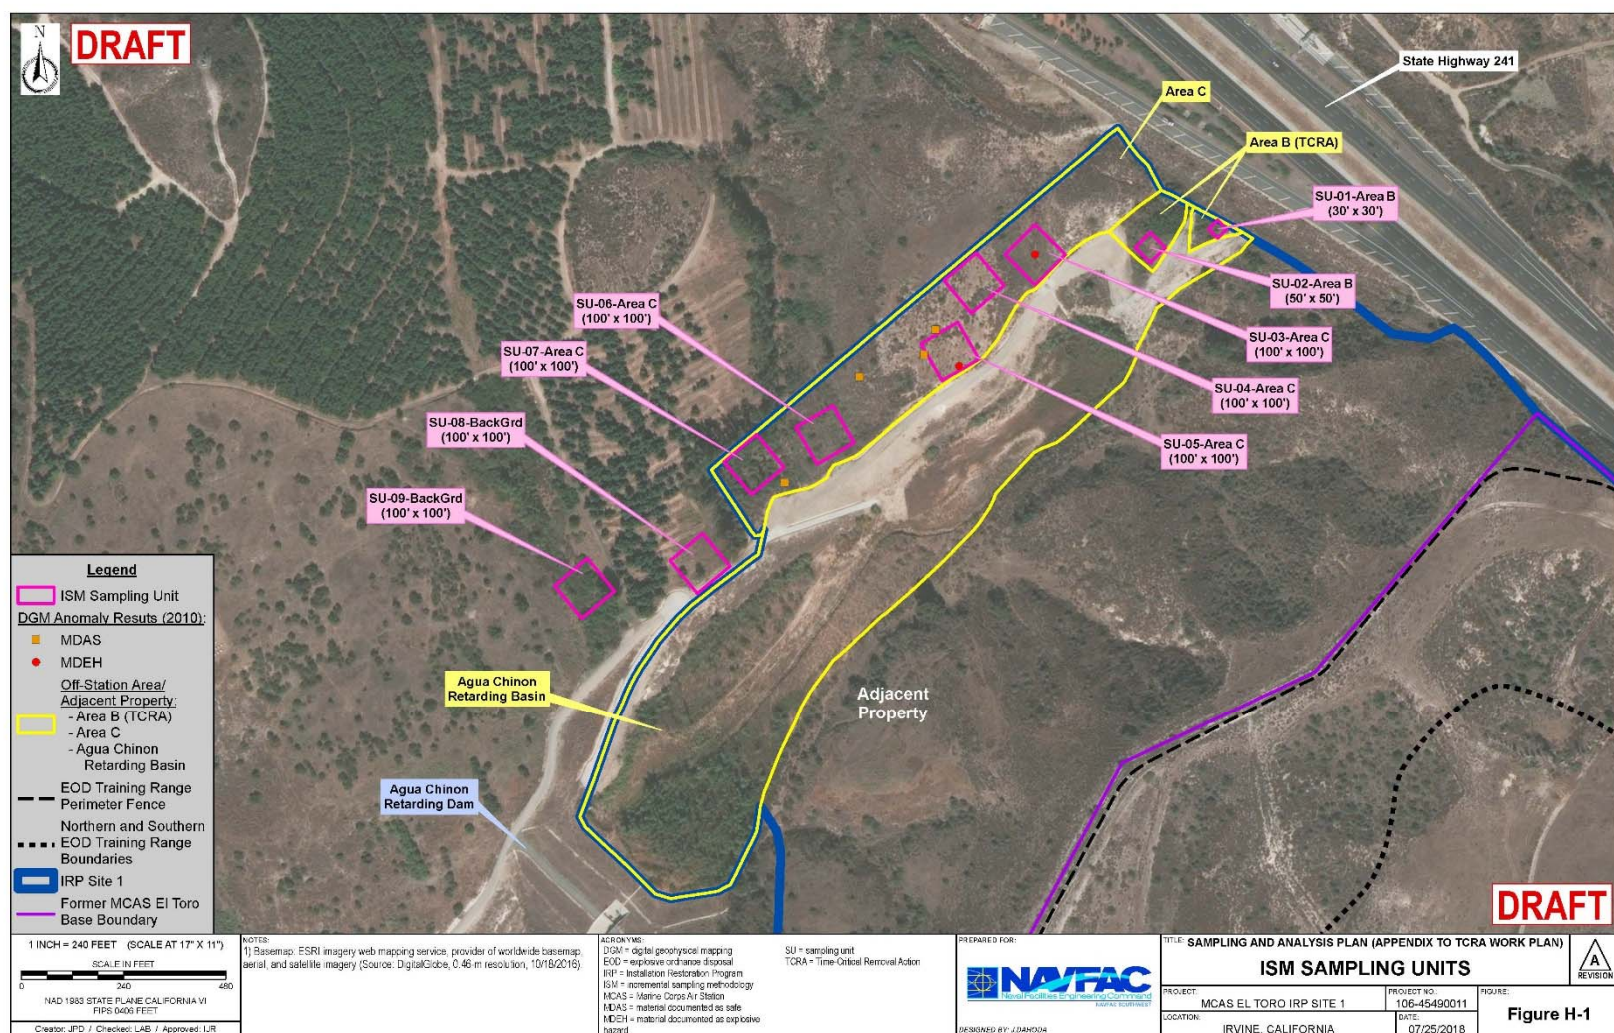 N
DRAFT
State Highway 241
Area C
Area B (TCRA)
SU-01-Area B
(30' x 30')
SU-02-Area B
(50' x 50')
SU-06-Area C
(100' x 100')
SU-03-Area C
(100' x 100')
SU-07-Area C
(100' x 100')
SU-04-Area C
(100' x 100')
SU-08-BackGrd
(100' x 100')
SU-05-Area C
(100' x 100')
SU-09-BackGrd
(100' x 100')
Agua Chinon
Retarding Basin
Adjacent
Property
Agua Chinon
Retarding Dam
Legend
ISM Sampling Unit
DGM Anomaly Resuts (2010):
MDAS
MDEH
Off-Station Area/
Adjacent Property:
- Area B (TCRA)
- Area C
- Agua Chinon
Retarding Basin
EOD Training Range
Perimeter Fence
Northern and Southern
EOD Training Range
Boundaries
IRP Site 1
Former MCAS El Toro
Base Boundary
DRAFT
1 INCH = 240 FEET (SCALE AT 17" X 11")
SCALE IN FEET
0 240 480
NAD 1983 STATE PLANE CALIFORNIA VI
FIPS 0406 FEET
Creator: JPD / Checked: LAB / Approved: IJR
NOTES:
1) Basemap: ESRI imagery web mapping service, provider of worldwide basemap,
aerial, and satellite imagery (Source: DigitalGlobe, 0.46-m resolution, 10/18/2016).
ACRONYMS:
DGM = digital geophysical mapping
EOD = explosive ordnance disposal
IRP = Installation Restoration Program
ISM = incremental sampling methodology
MCAS = Marine Corps Air Station
MDAS = material documented as safe
MDEH = material documented as explosive
hazard
SU = sampling unit
TCRA = Time-Critical Removal Action
PREPARED FOR:
NAVFAC
Naval Facilities Engineering Command
NAVFAC SOUTHWEST
DESIGNED BY: J.DAHODA
TITLE: SAMPLING AND ANALYSIS PLAN (APPENDIX TO TCRA WORK PLAN)
ISM SAMPLING UNITS
A
REVISION
PROJECT:
MCAS EL TORO IRP SITE 1
PROJECT NO.:
106-45490011
FIGURE:
Figure H-1
LOCATION:
IRVINE, CALIFORNIA
DATE:
07/25/2018